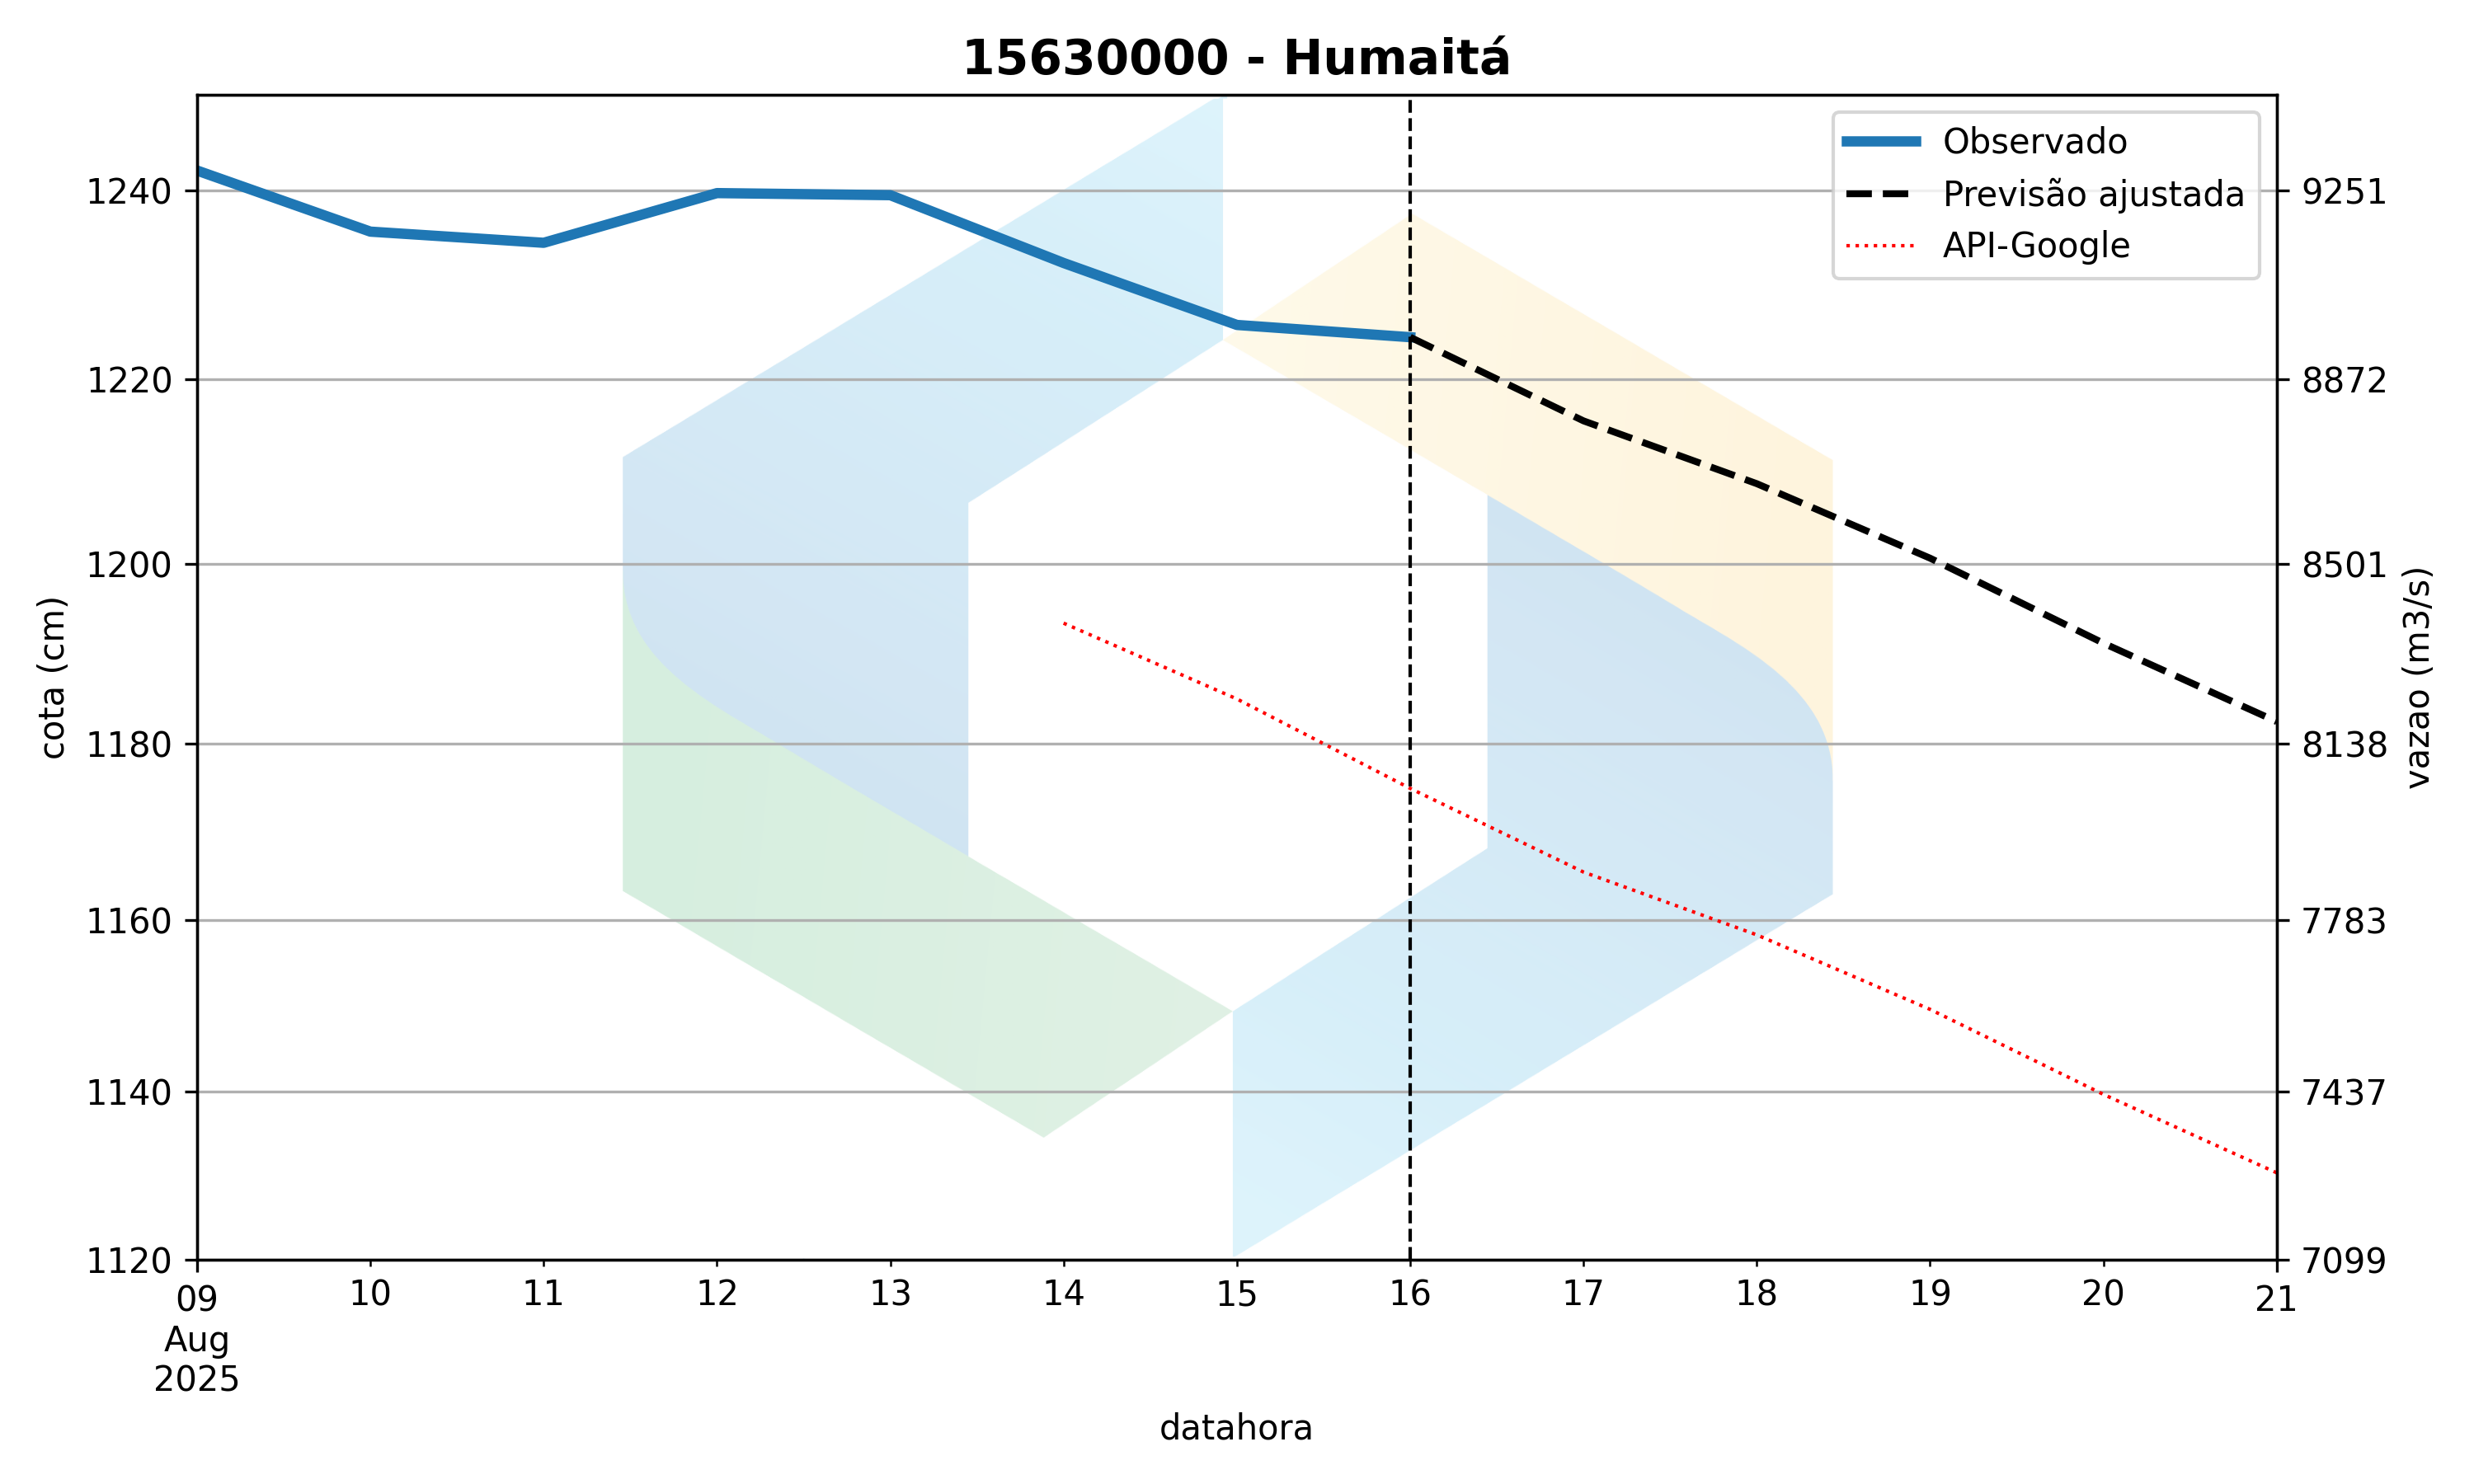 15630000 - Humaitá
Observado
Previsão ajustada
API-Google
cota (cm)
1240
1220
1200
1180
1160
1140
1120
9251
8872
8501
8138
7783
7437
7099
vazao (m3/s)
09 10 11 12 13 14 15 16 17 18 19 20 21
Aug
2025
datahora